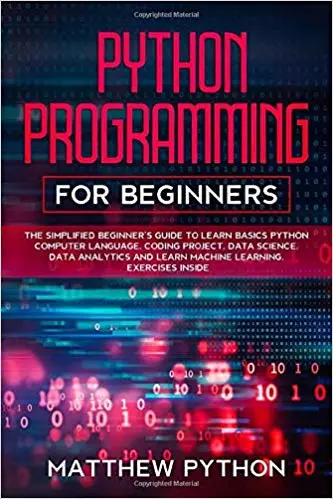 PYTHON
PROGRAMMING
FOR BEGINNERS
THE SIMPLIFIED BEGINNER'S GUIDE TO LEARN BASICS PYTHON
COMPUTER LANGUAGE. CODING PROJECT. DATA SCIENCE.
DATA ANALYTICS AND LEARN MACHINE LEARNING.
EXERCISES INSIDE
MATTHEW PYTHON